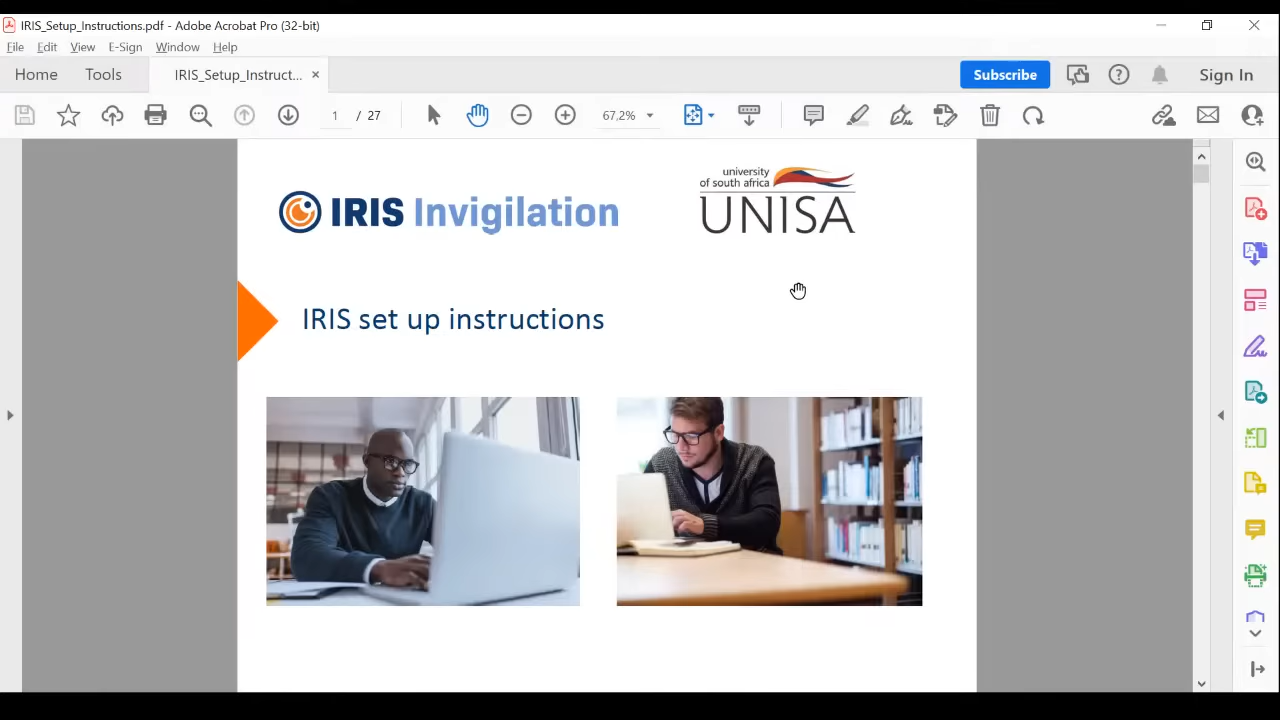 IRIS_Setup_Instructions.pdf - Adobe Acrobat Pro (32-bit)
File Edit View E-Sign Window Help
Home Tools IRIS_Setup_Instruct... × Subscribe Sign In
1 / 27 67,2%
university
of south africa
UNISA
IRIS Invigilation
IRIS set up instructions